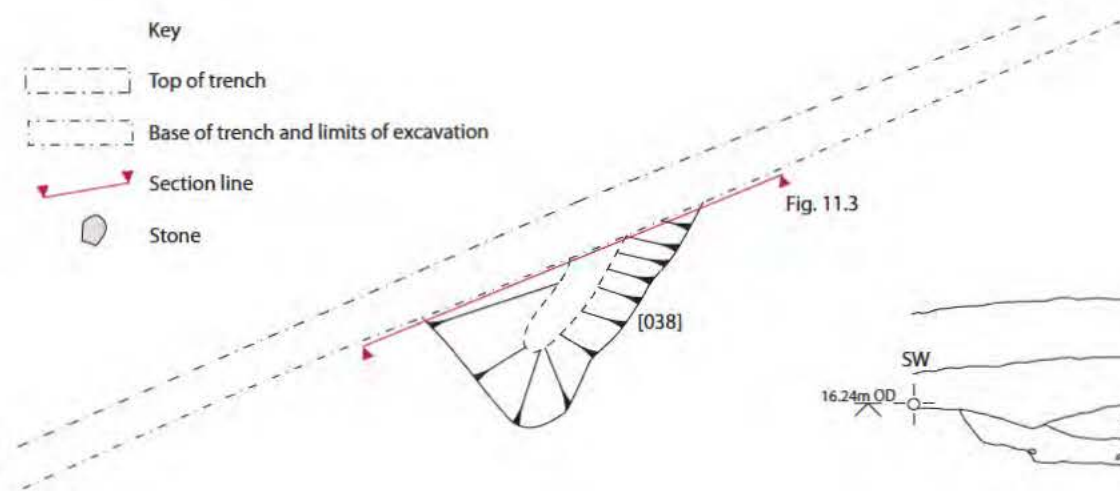 Key
Top of trench
Base of trench and limits of excavation
Section line
Stone
Fig. 11.3
[038]
SW
16.24m OD